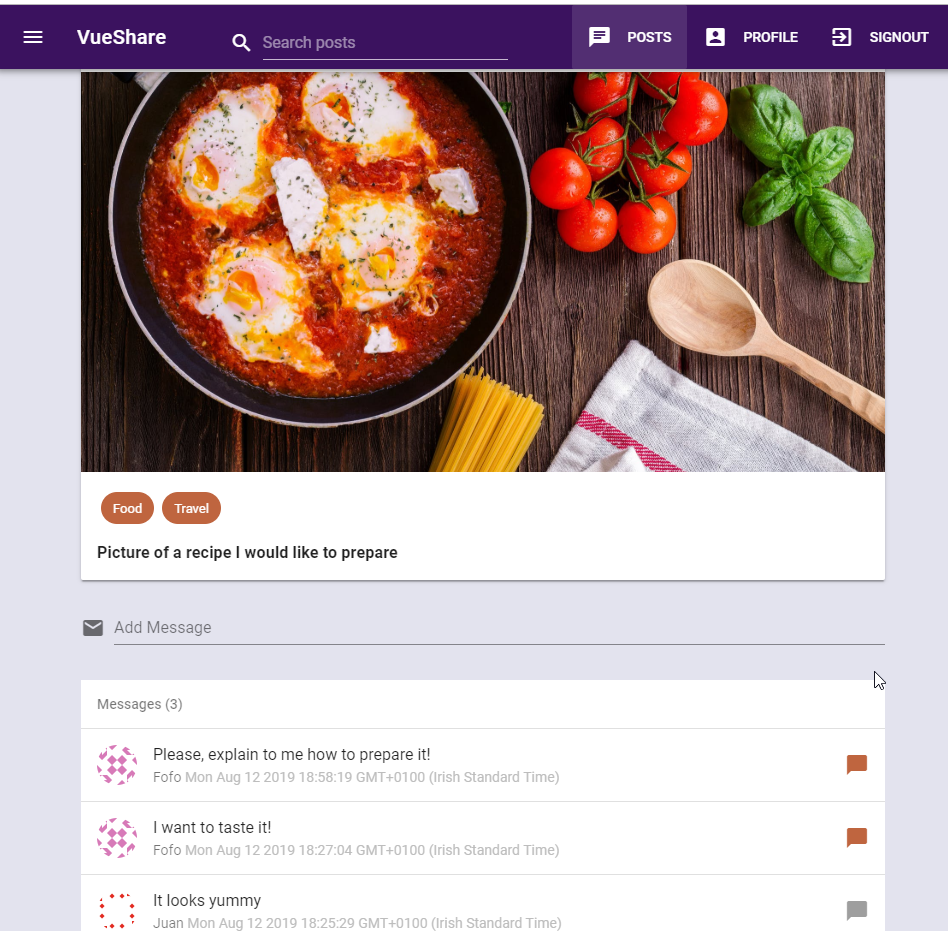 VueShare
Search posts
POSTS
PROFILE
SIGNOUT
Food
Travel
Picture of a recipe I would like to prepare
Add Message
Messages (3)
Please, explain to me how to prepare it!
Fofo Mon Aug 12 2019 18:58:19 GMT+0100 (Irish Standard Time)
I want to taste it!
Fofo Mon Aug 12 2019 18:27:04 GMT+0100 (Irish Standard Time)
It looks yummy
Juan Mon Aug 12 2019 18:25:29 GMT+0100 (Irish Standard Time)